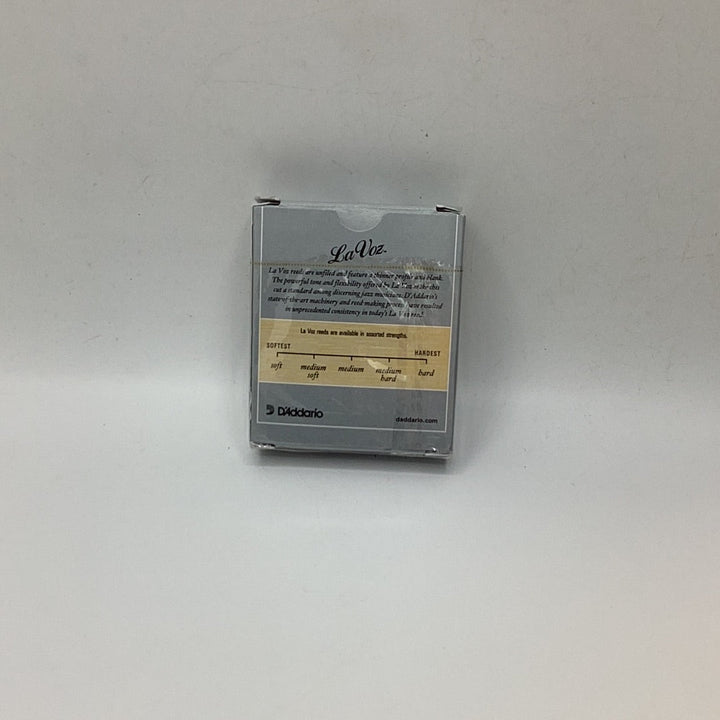 La Voz
La Voz reeds are unfiled and feature a thinner profile and blank.
The powerful tone and flexibility offered by La Voz make this
cut a standard among discerning jazz musicians. D'Addario's
state-of-the-art machinery and reed making process have resulted
in unprecedented consistency in today's La Voz reed.
La Voz reeds are available in assorted strengths.
SOFTEST HARDEST
soft medium soft medium medium hard hard
D'Addario
daddario.com